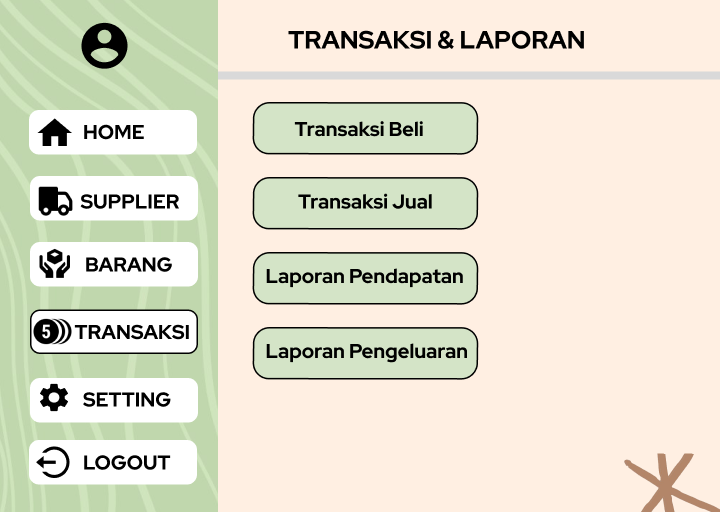 TRANSAKSI & LAPORAN
HOME
SUPPLIER
BARANG
5 TRANSAKSI
SETTING
LOGOUT
Transaksi Beli
Transaksi Jual
Laporan Pendapatan
Laporan Pengeluaran